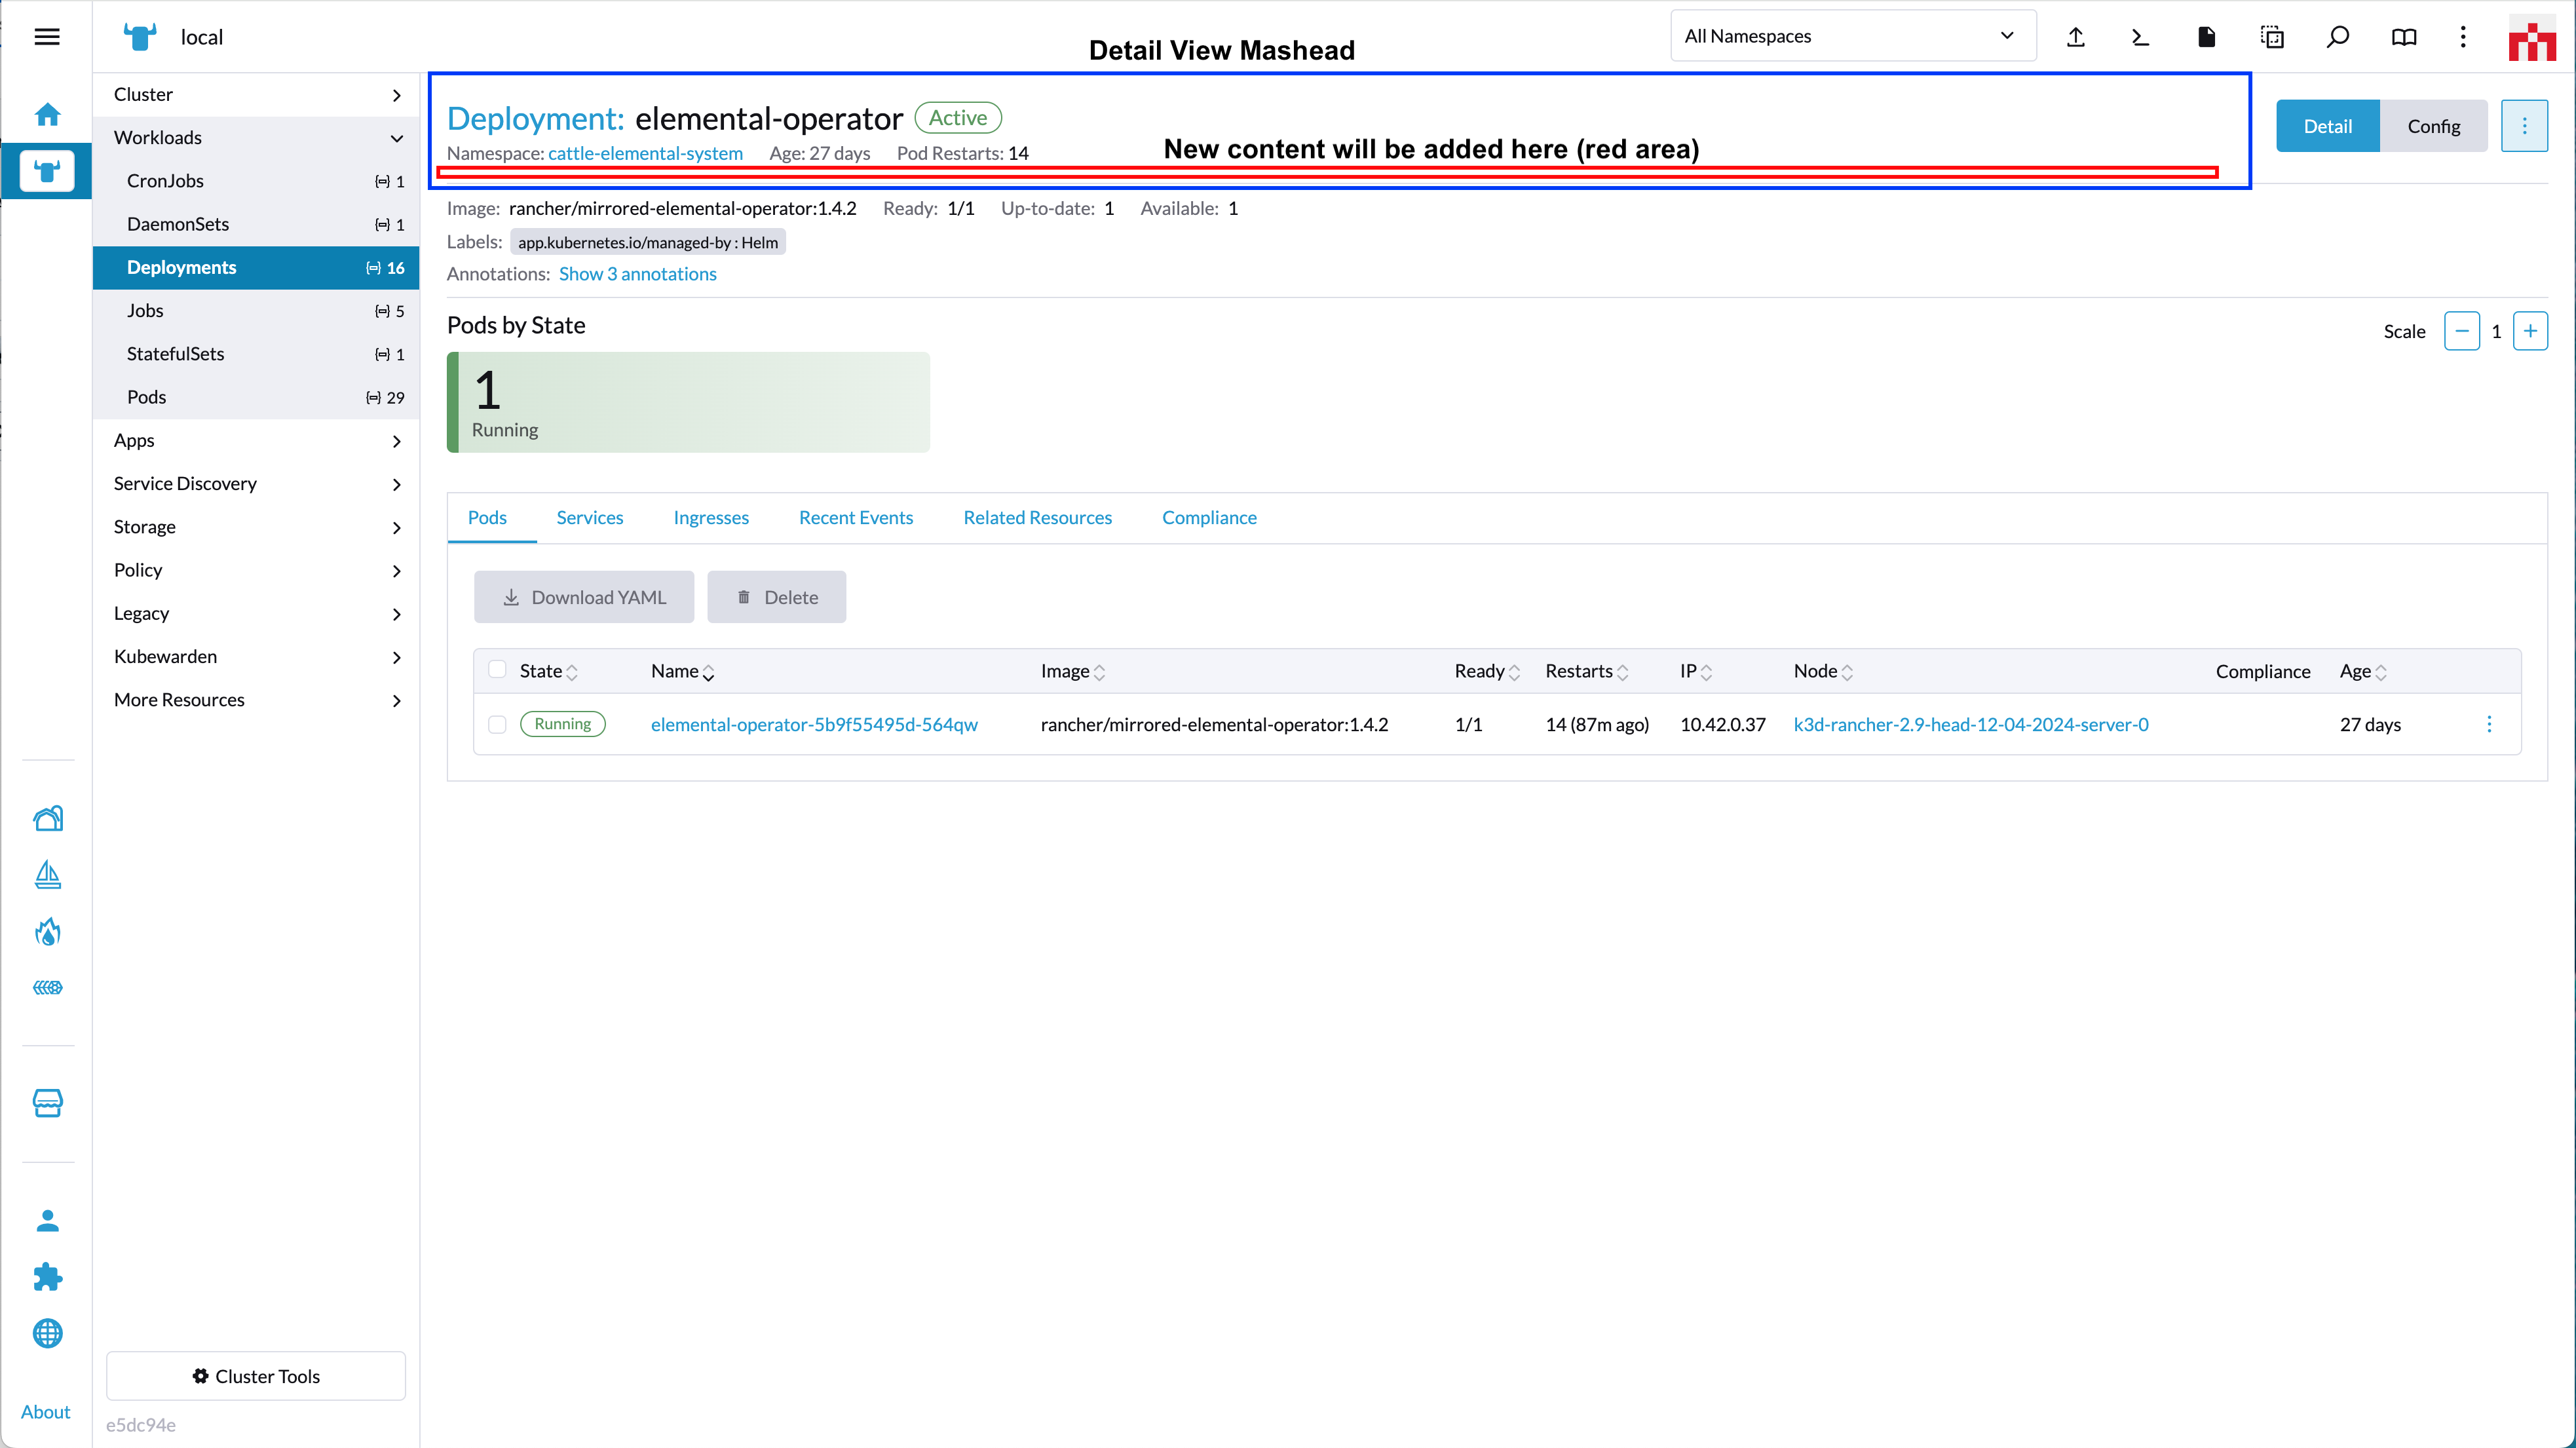 local
Detail View Mashead
All Namespaces
Cluster
Workloads
CronJobs 1
DaemonSets 1
Deployments 16
Jobs 5
StatefulSets 1
Pods 29
Apps
Service Discovery
Storage
Policy
Legacy
Kubewarden
More Resources
Cluster Tools
About
e5dc94e
Deployment: elemental-operator Active
Detail Config
Namespace: cattle-elemental-system Age: 27 days Pod Restarts: 14
New content will be added here (red area)
Image: rancher/mirrored-elemental-operator:1.4.2 Ready: 1/1 Up-to-date: 1 Available: 1
Labels: app.kubernetes.io/managed-by : Helm
Annotations: Show 3 annotations
Pods by State
Scale − 1 +
1
Running
Pods Services Ingresses Recent Events Related Resources Compliance
Download YAML Delete
State Name Image Ready Restarts IP Node Compliance Age
Running elemental-operator-5b9f55495d-564qw rancher/mirrored-elemental-operator:1.4.2 1/1 14 (87m ago) 10.42.0.37 k3d-rancher-2.9-head-12-04-2024-server-0 27 days